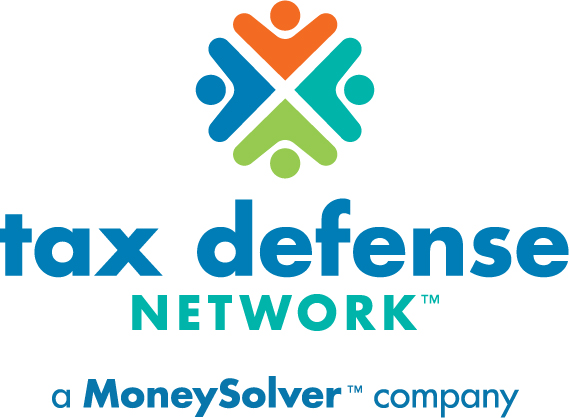 tax defense
NETWORK™
a MoneySolver™ company